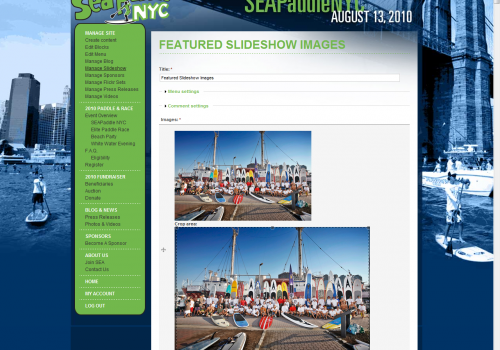 Sea Paddle
NYC
SEAPaddleNYC
AUGUST 13, 2010
MANAGE SITE
Create content
Edit Blocks
Edit Menu
Manage Blog
Manage Slideshow
Manage Sponsors
Manage Flickr Sets
Manage Press Releases
Manage Videos
2010 PADDLE & RACE
Event Overview
SEAPaddle NYC
Elite Paddle Race
Beach Party
White Water Evening
F.A.Q.
Eligibility
Register
2010 FUNDRAISER
Beneficiaries
Auction
Donate
BLOG & NEWS
Press Releases
Photos & Videos
SPONSORS
Become A Sponsor
ABOUT US
Join SEA
Contact Us
HOME
MY ACCOUNT
LOG OUT
FEATURED SLIDESHOW IMAGES
Title: *
Featured Slideshow Images
Menu settings
Comment settings
Images: *
Crop area: